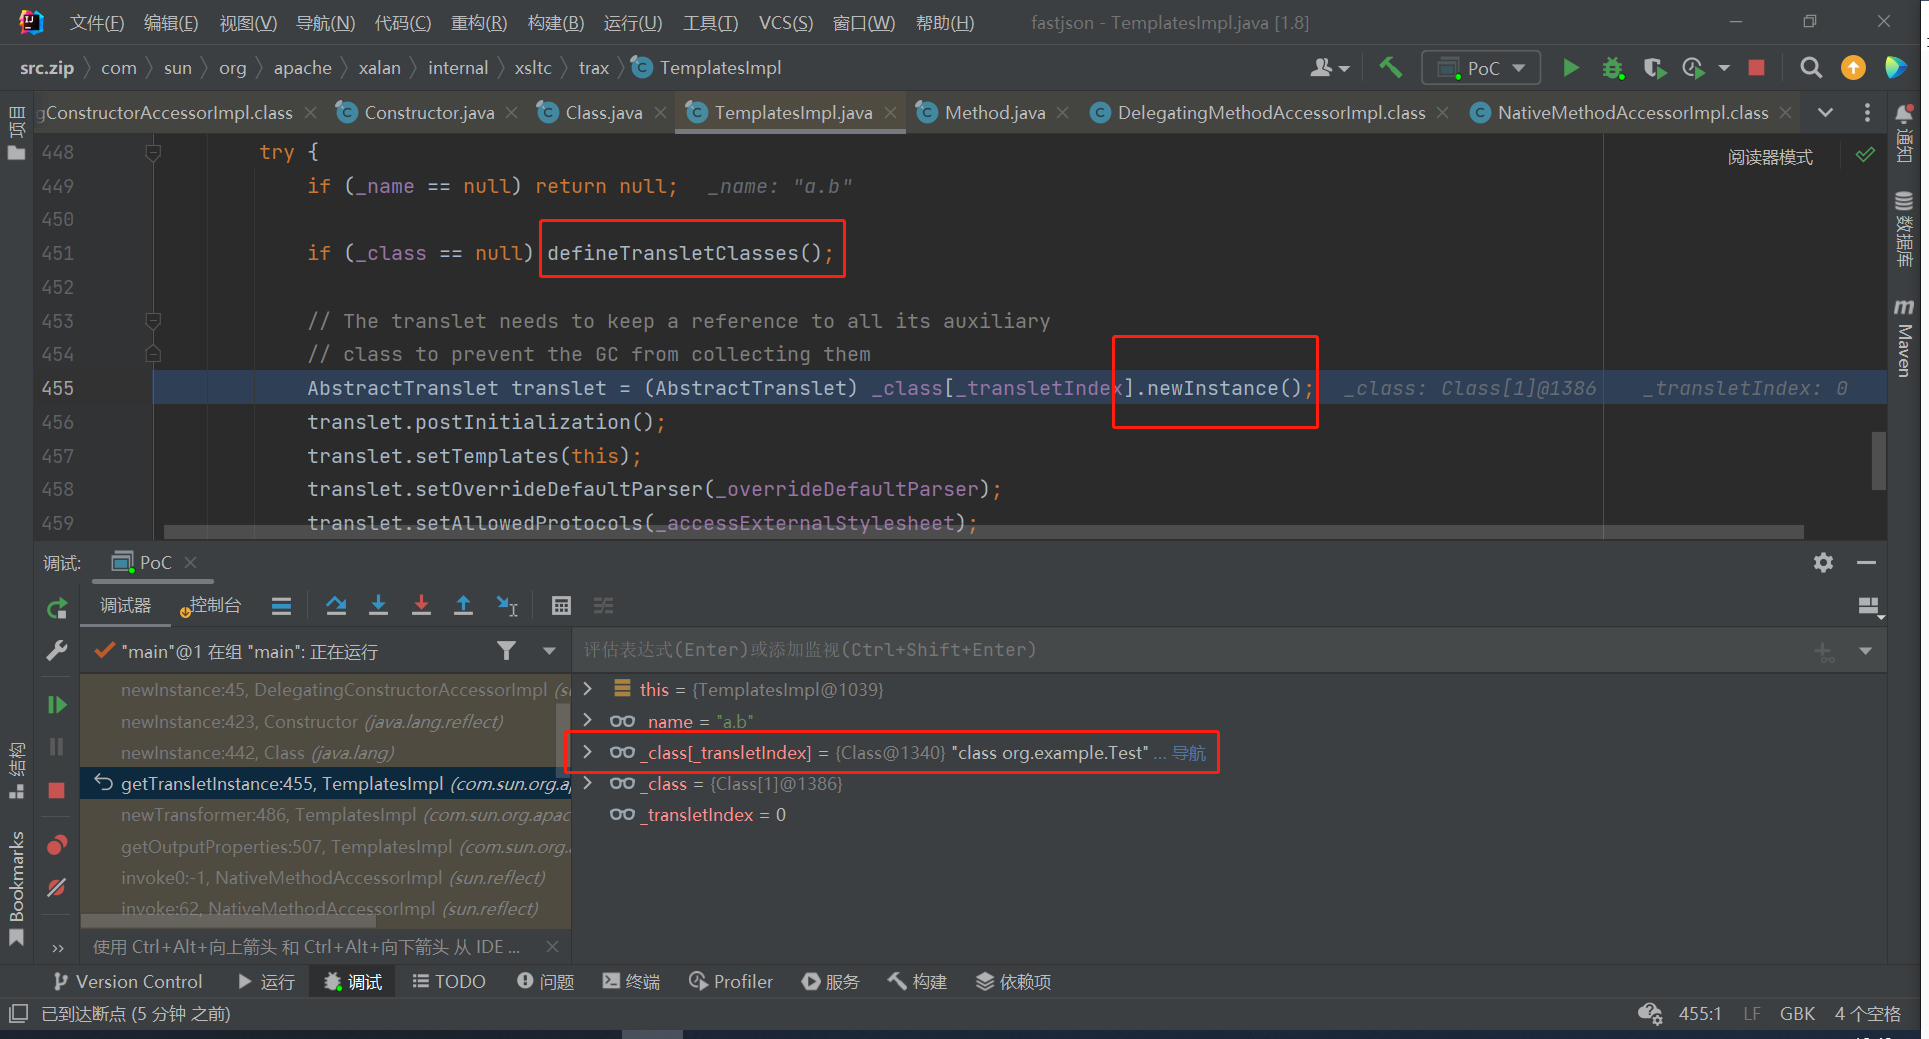 文件(F) 编辑(E) 视图(V) 导航(N) 代码(C) 重构(R) 构建(B) 运行(U) 工具(T) VCS(S) 窗口(W) 帮助(H) fastjson - TemplatesImpl.java [1.8]
src.zip com sun org apache xalan internal xsltc trax TemplatesImpl PoC
gConstructorAccessorImpl.class Constructor.java Class.java TemplatesImpl.java Method.java DelegatingMethodAccessorImpl.class NativeMethodAccessorImpl.class
项目
通知
数据库
Maven
阅读器模式
448 try {
449 if (_name == null) return null; _name: "a.b"
450
451 if (_class == null) defineTransletClasses();
452
453 // The translet needs to keep a reference to all its auxiliary
454 // class to prevent the GC from collecting them
455 AbstractTranslet translet = (AbstractTranslet) _class[_transletIndex].newInstance(); _class: Class[1]@1386 _transletIndex: 0
456 translet.postInitialization();
457 translet.setTemplates(this);
458 translet.setOverrideDefaultParser(_overrideDefaultParser);
459 translet.setAllowedProtocols(_accessExternalStylesheet);
调试: PoC
调试器 控制台
"main"@1 在组 "main": 正在运行
评估表达式(Enter)或添加监视(Ctrl+Shift+Enter)
newInstance:45, DelegatingConstructorAccessorImpl (s
newInstance:423, Constructor (java.lang.reflect)
newInstance:442, Class (java.lang)
getTransletInstance:455, TemplatesImpl (com.sun.org.ap
newTransformer:486, TemplatesImpl (com.sun.org.apac
getOutputProperties:507, TemplatesImpl (com.sun.org.
invoke0:-1, NativeMethodAccessorImpl (sun.reflect)
invoke:62, NativeMethodAccessorImpl (sun.reflect)
使用 Ctrl+Alt+向上箭头 和 Ctrl+Alt+向下箭头 从 IDE ...
this = {TemplatesImpl@1039}
_name = "a.b"
_class[_transletIndex] = {Class@1340} "class org.example.Test" ... 导航
_class = {Class[1]@1386}
_transletIndex = 0
结构
Bookmarks
Version Control 运行 调试 TODO 问题 终端 Profiler 服务 构建 依赖项
已到达断点 (5 分钟 之前) 455:1 LF GBK 4 个空格